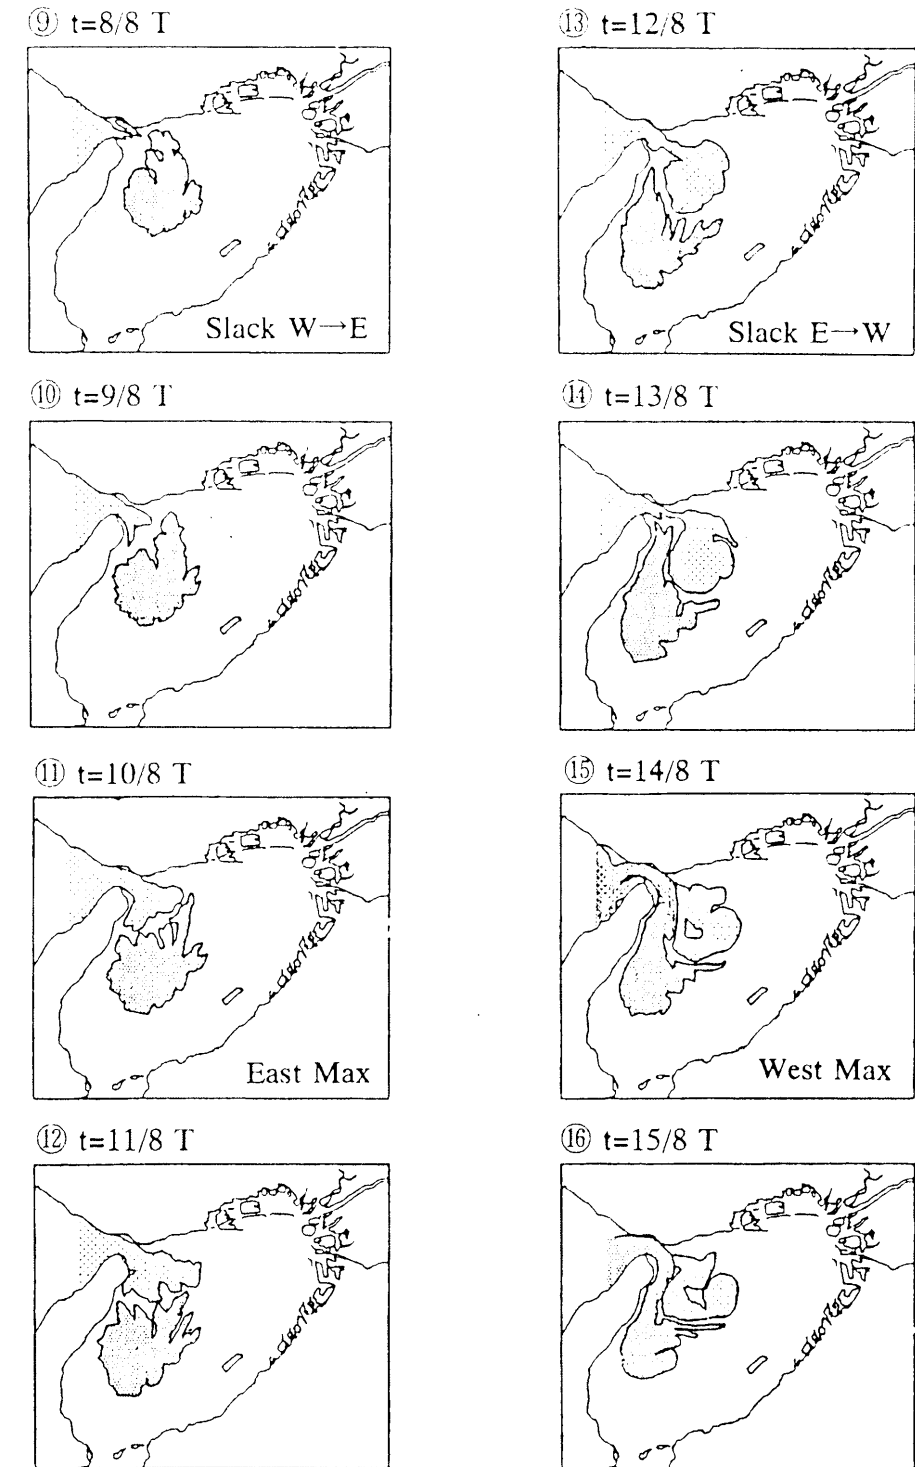 ⑨ t=8/8 T
Slack W→E
⑩ t=9/8 T
⑪ t=10/8 T
East Max
⑫ t=11/8 T
⑬ t=12/8 T
Slack E→W
⑭ t=13/8 T
⑮ t=14/8 T
West Max
⑯ t=15/8 T